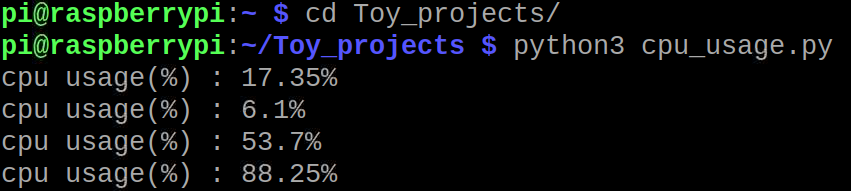 pi@raspberrypi:~ $ cd Toy_projects/
pi@raspberrypi:~/Toy_projects $ python3 cpu_usage.py
cpu usage(%) : 17.35%
cpu usage(%) : 6.1%
cpu usage(%) : 53.7%
cpu usage(%) : 88.25%